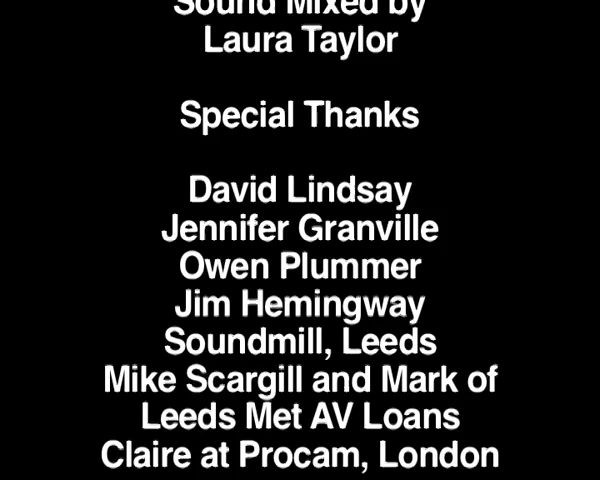 Sound Mixed by
Laura Taylor
Special Thanks
David Lindsay
Jennifer Granville
Owen Plummer
Jim Hemingway
Soundmill, Leeds
Mike Scargill and Mark of
Leeds Met AV Loans
Claire at Procam, London